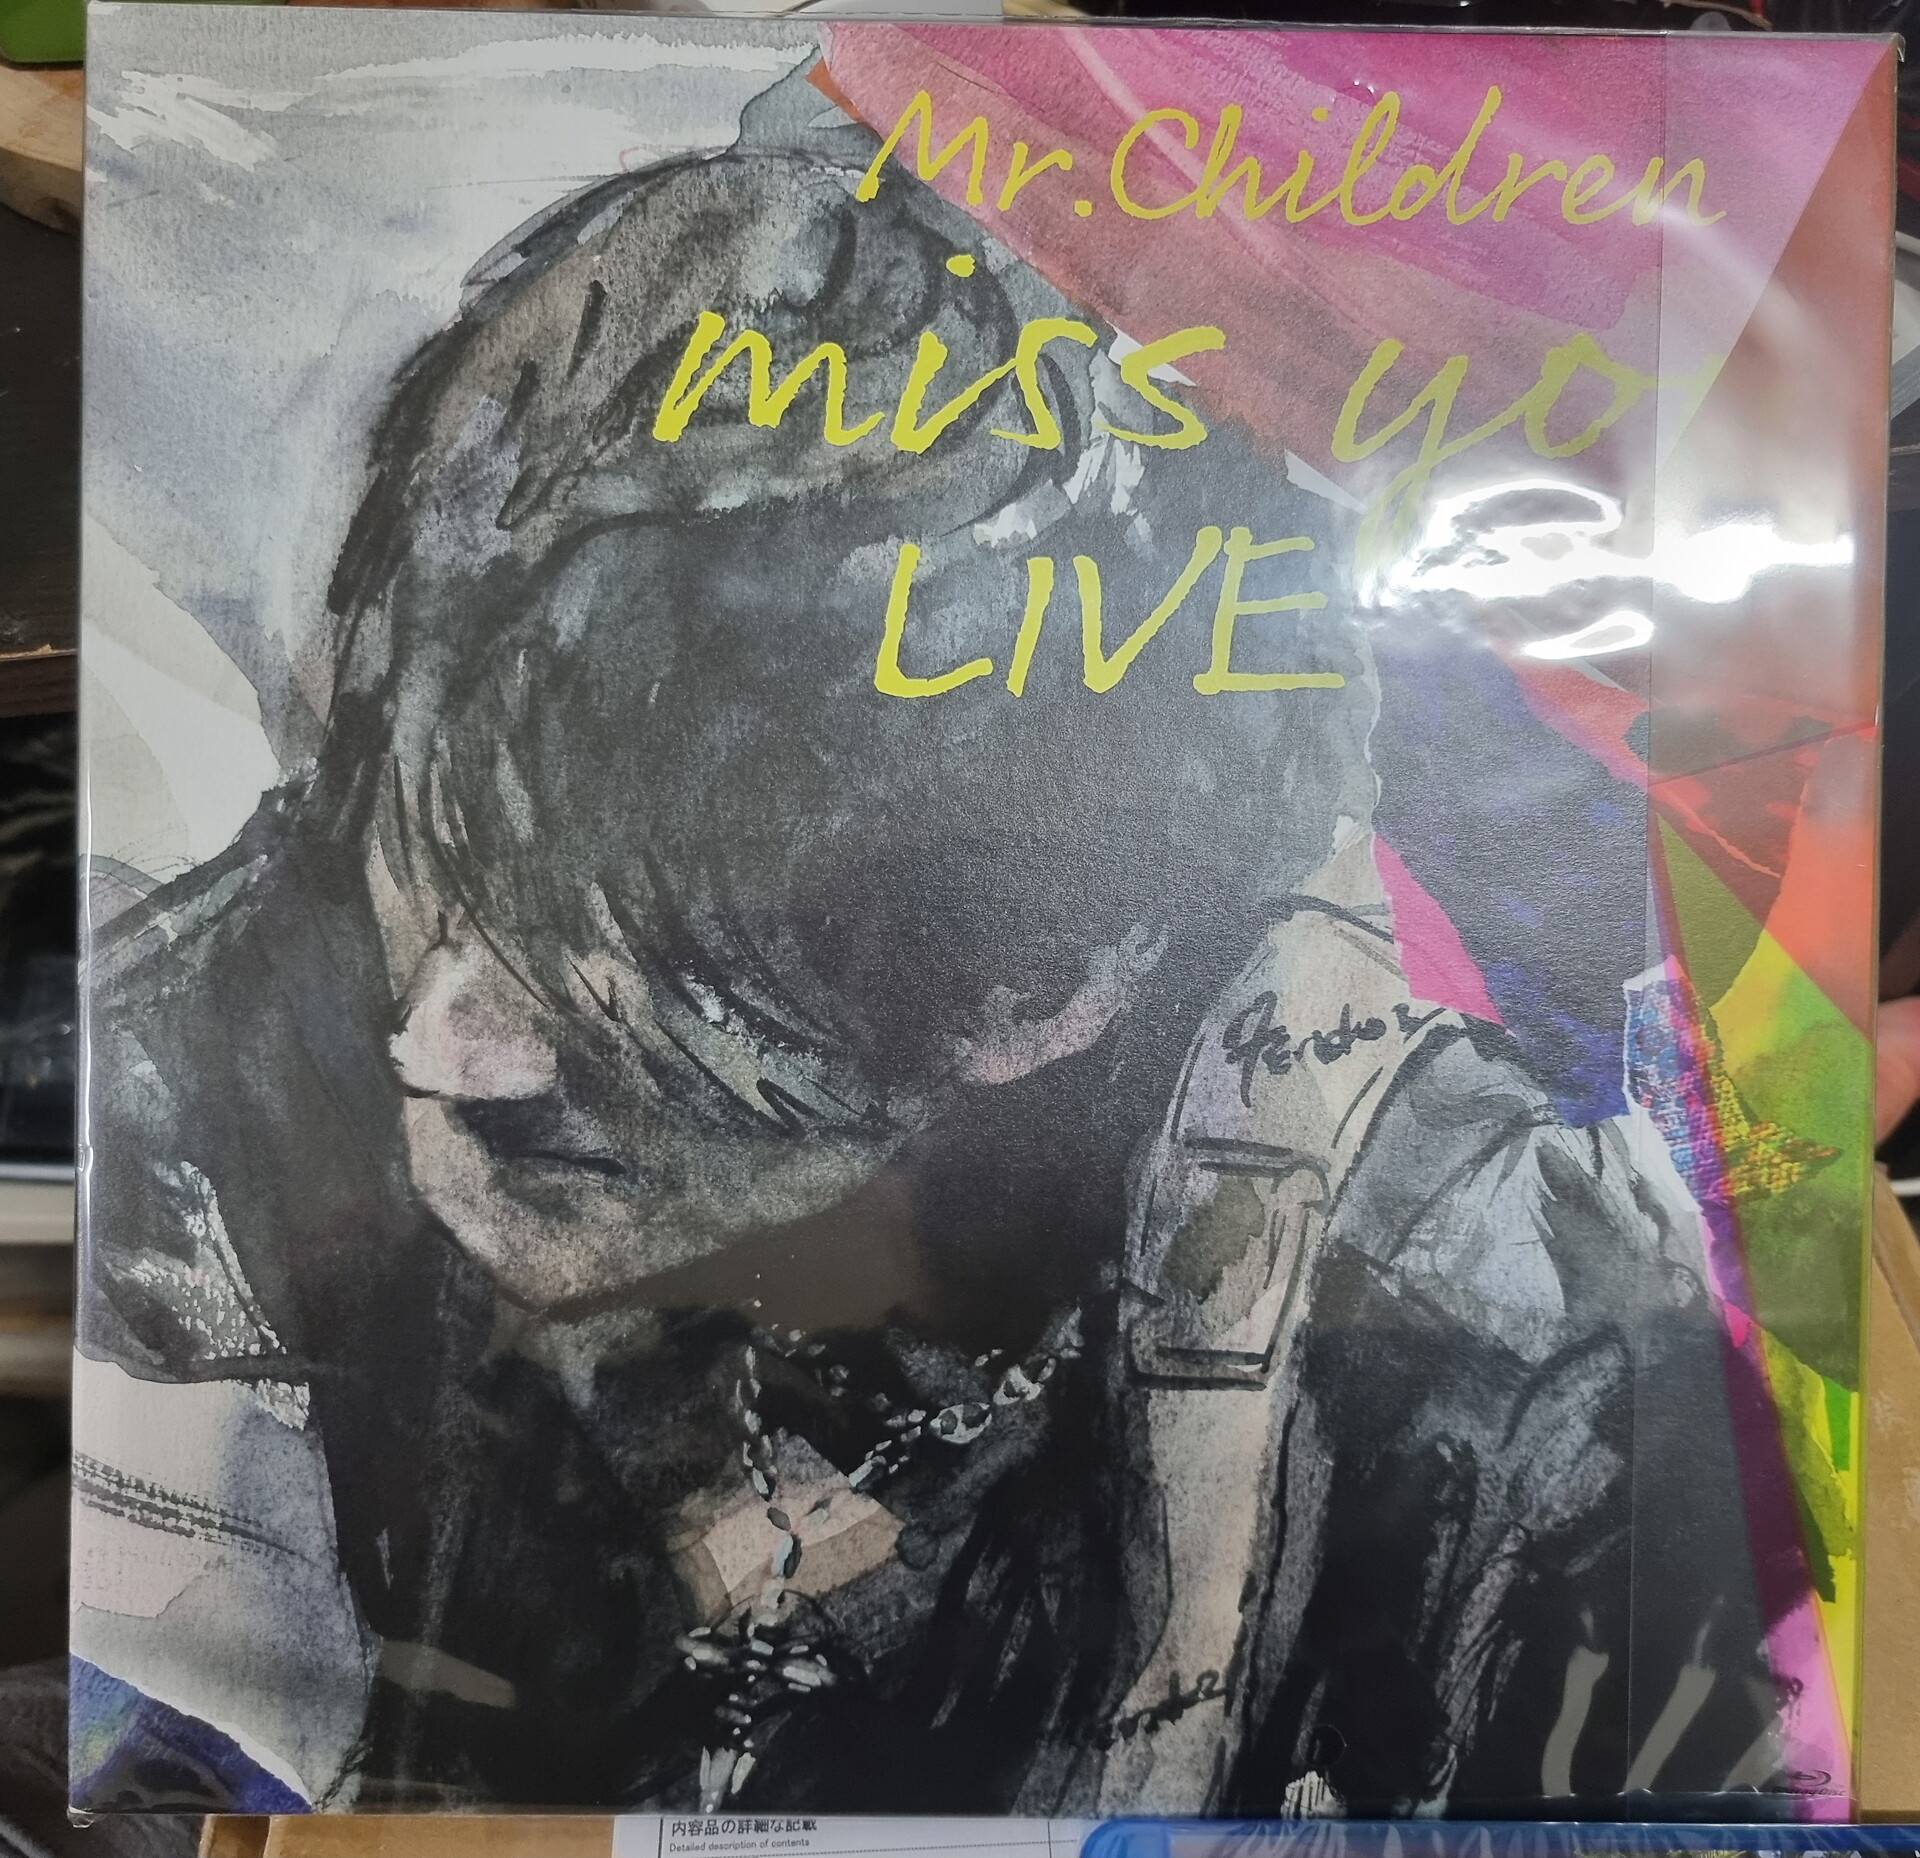 Mr.Children
miss yo
LIVE
内容品の詳細な記載
Detailed description of contents